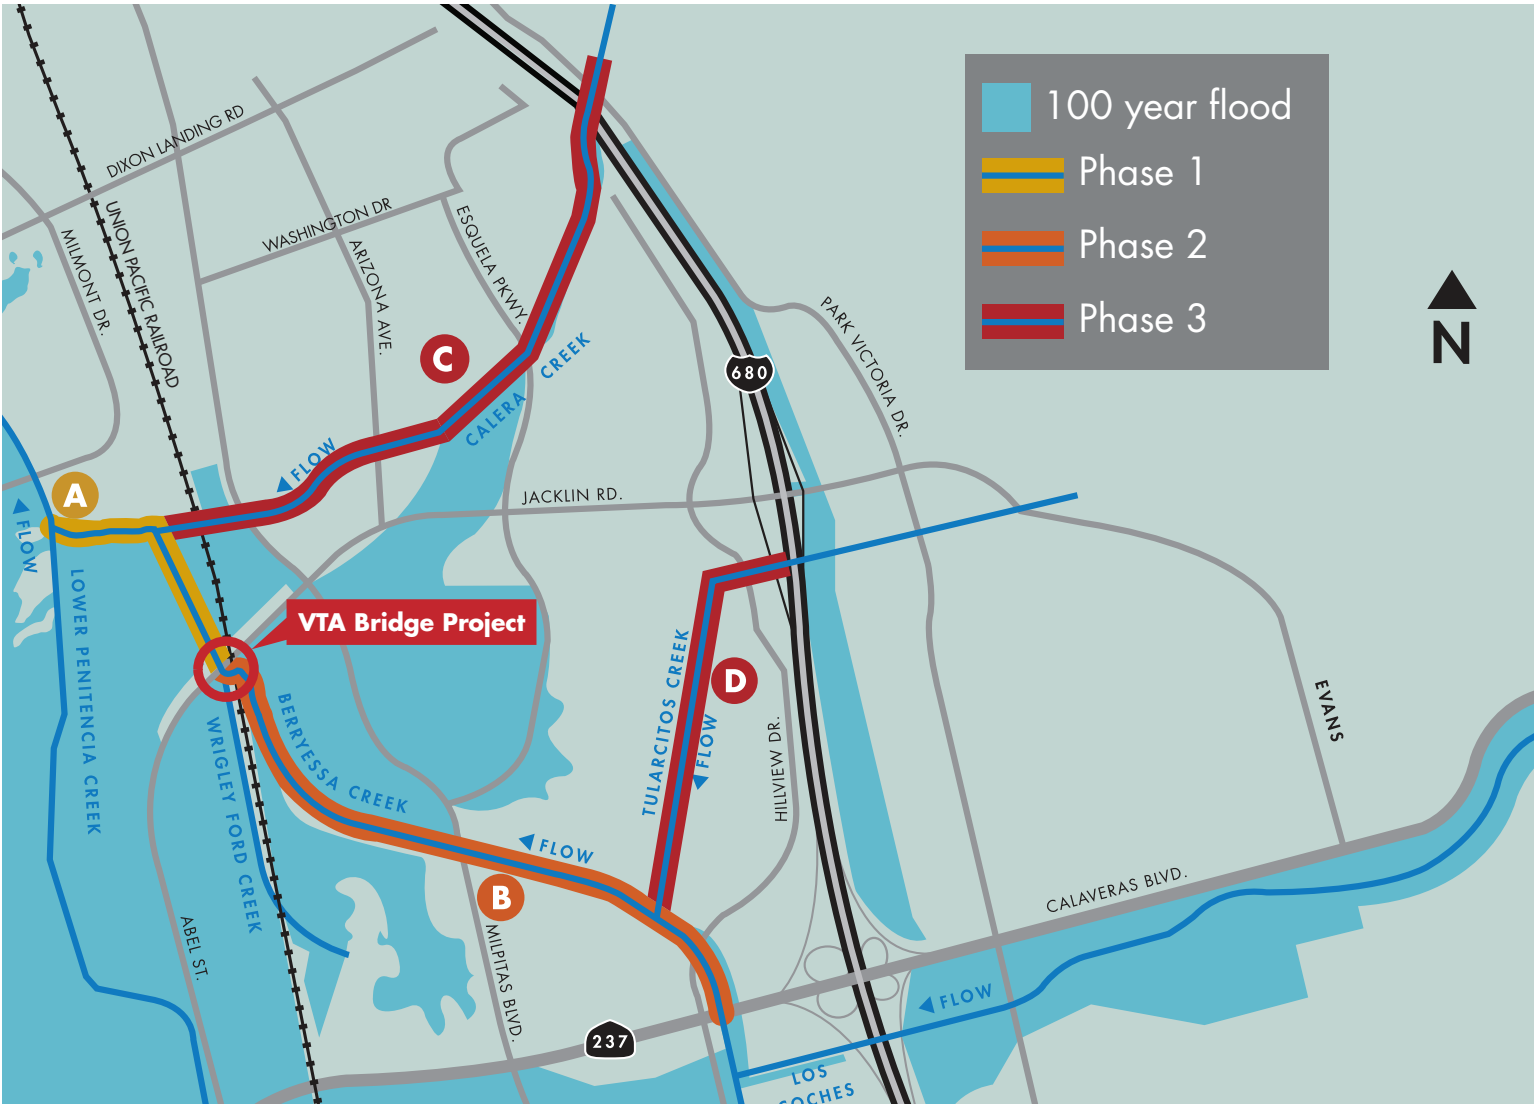 100 year flood
Phase 1
Phase 2
Phase 3
N
DIXON LANDING RD
UNION PACIFIC RAILROAD
MILMONT DR.
WASHINGTON DR
ARIZONA AVE.
ESQUELA PKWY.
C
CALERA CREEK
FLOW
680
PARK VICTORIA DR.
A
FLOW
JACKLIN RD.
LOWER PENITENCIA CREEK
VTA Bridge Project
TULARCITOS CREEK
D
FLOW
HILLVIEW DR.
EVANS
WRIGLEY FORD CREEK
BERRYESSA CREEK
FLOW
B
ABEL ST.
MILPITAS BLVD.
CALAVERAS BLVD.
FLOW
237
LOS
COCHES